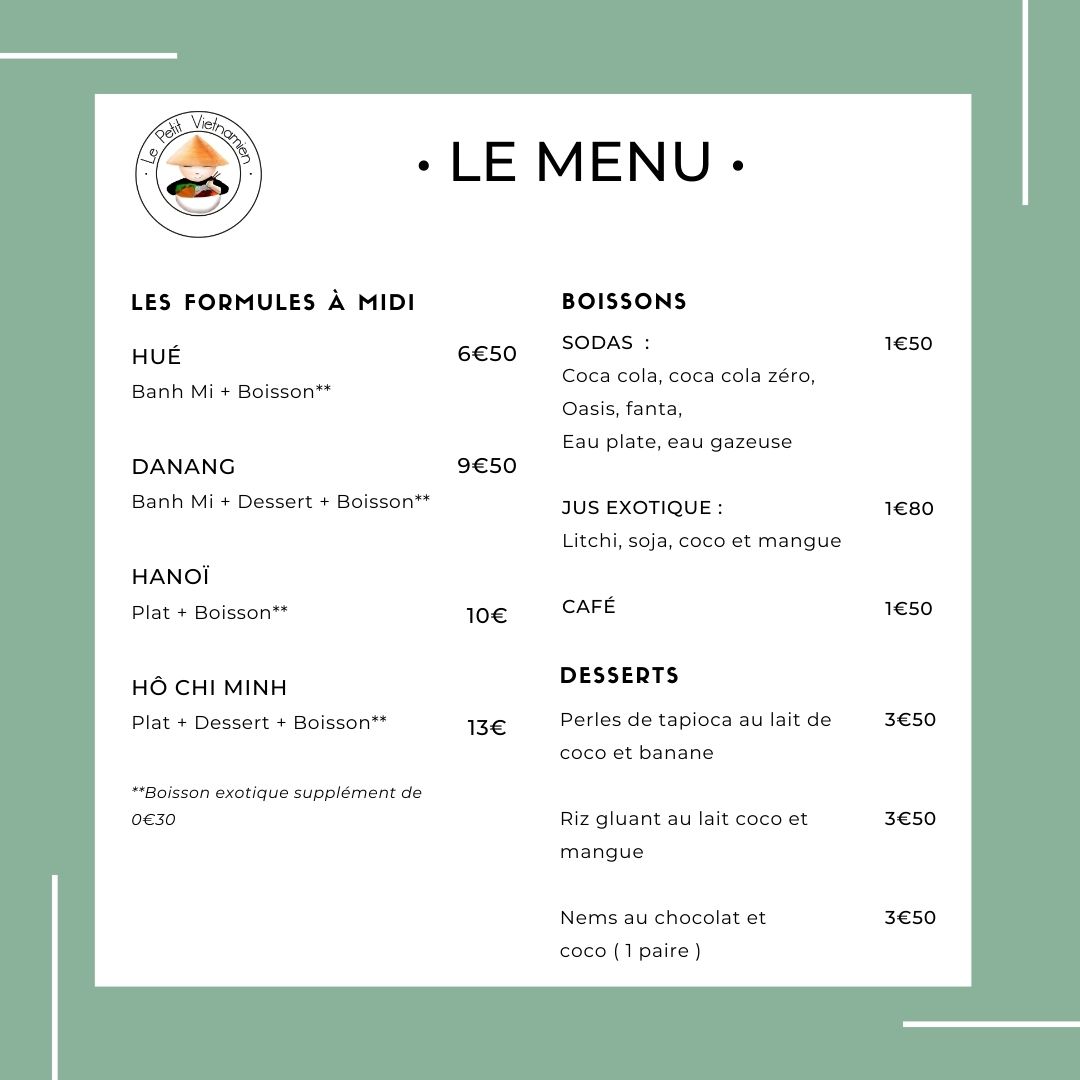 Le Petit Vietnamien
• LE MENU •
LES FORMULES À MIDI
HUÉ 6€50
Banh Mi + Boisson**
DANANG 9€50
Banh Mi + Dessert + Boisson**
HANOÏ
Plat + Boisson** 10€
HÔ CHI MINH
Plat + Dessert + Boisson** 13€
**Boisson exotique supplément de
0€30
BOISSONS
SODAS : 1€50
Coca cola, coca cola zéro,
Oasis, fanta,
Eau plate, eau gazeuse
JUS EXOTIQUE : 1€80
Litchi, soja, coco et mangue
CAFÉ 1€50
DESSERTS
Perles de tapioca au lait de 3€50
coco et banane
Riz gluant au lait coco et 3€50
mangue
Nems au chocolat et 3€50
coco ( 1 paire )